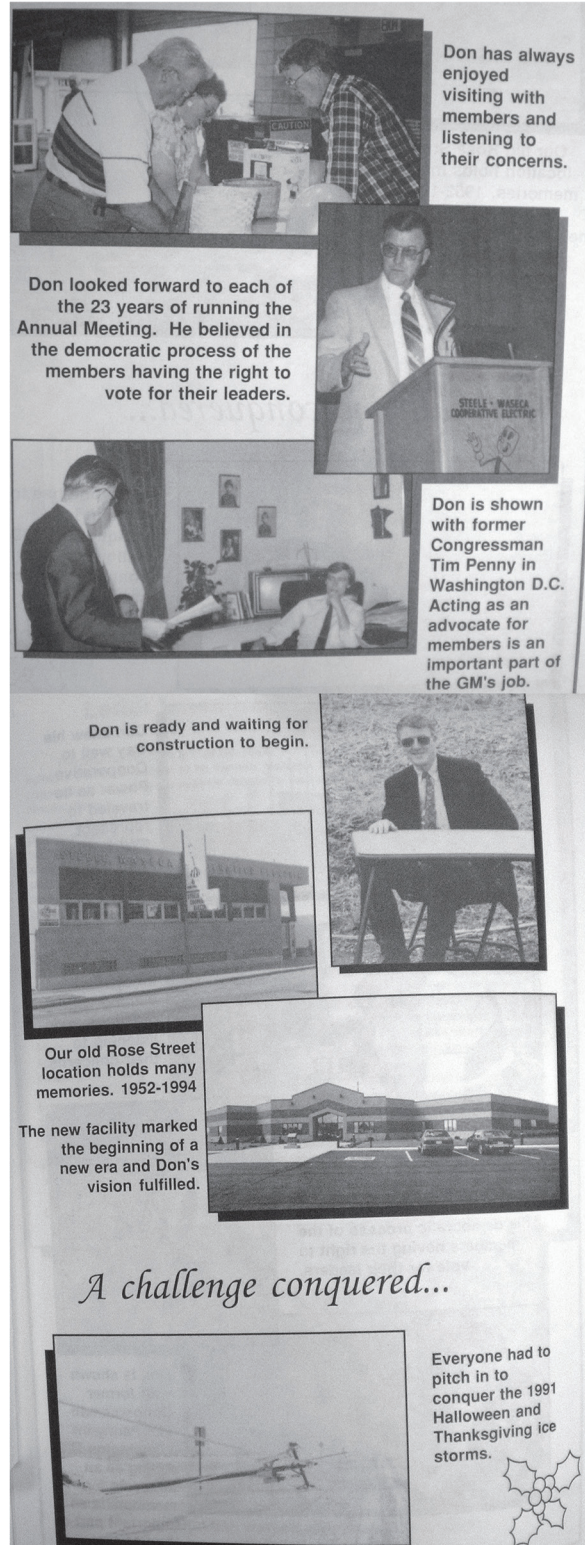 CAUTION
Don has always
enjoyed
visiting with
members and
listening to
their concerns.
Don looked forward to each of
the 23 years of running the
Annual Meeting. He believed in
the democratic process of the
members having the right to
vote for their leaders.
STEELE - WASECA
COOPERATIVE ELECTRIC
Don is shown
with former
Congressman
Tim Penny in
Washington D.C.
Acting as an
advocate for
members is an
important part of
the GM's job.
Don is ready and waiting for
construction to begin.
Our old Rose Street
location holds many
memories. 1952-1994
The new facility marked
the beginning of a
new era and Don's
vision fulfilled.
A challenge conquered...
Everyone had to
pitch in to
conquer the 1991
Halloween and
Thanksgiving ice
storms.